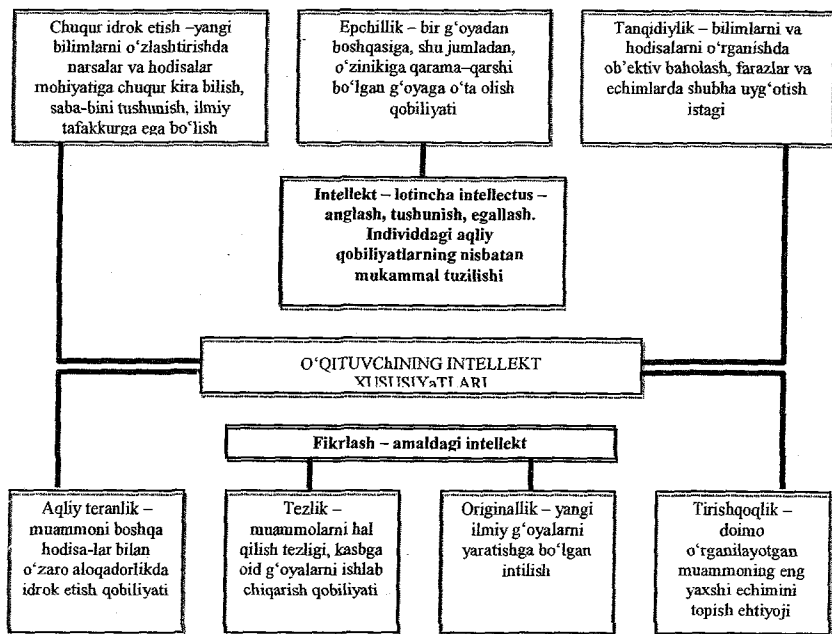 Chuqur idrok etish –yangi
bilimlarni o‘zlashtirishda
narsalar va hodisalar
mohiyatiga chuqur kira bilish,
saba-bini tushunish, ilmiy
tafakkurga ega bo‘lish
Epchillik – bir g‘oyadan
boshqasiga, shu jumladan,
o‘zinikiga qarama–qarshi
bo‘lgan g‘oyaga o‘ta olish
qobiliyati
Tanqidiylik – bilimlarni va
hodisalarni o‘rganishda
ob’ektiv baholash, farazlar va
echimlarda shubha uyg‘otish
istagi
Intellekt – lotincha intellectus –
anglash, tushunish, egallash.
Individdagi aqliy
qobiliyatlarning nisbatan
mukammal tuzilishi
O‘QITUVChINING INTELLEKT
XUSUSIYaTLARI
Fikrlash – amaldagi intellekt
Aqliy teranlik –
muammoni boshqa
hodisa-lar bilan
o‘zaro aloqadorlikda
idrok etish qobiliyati
Tezlik –
muammolarni hal
qilish tezligi, kasbga
oid g‘oyalarni ishlab
chiqarish qobiliyati
Originallik – yangi
ilmiy g‘oyalarni
yaratishga bo‘lgan
intilish
Tirishqoqlik –
doimo
o‘rganilayotgan
muammoning eng
yaxshi echimini
topish ehtiyoji